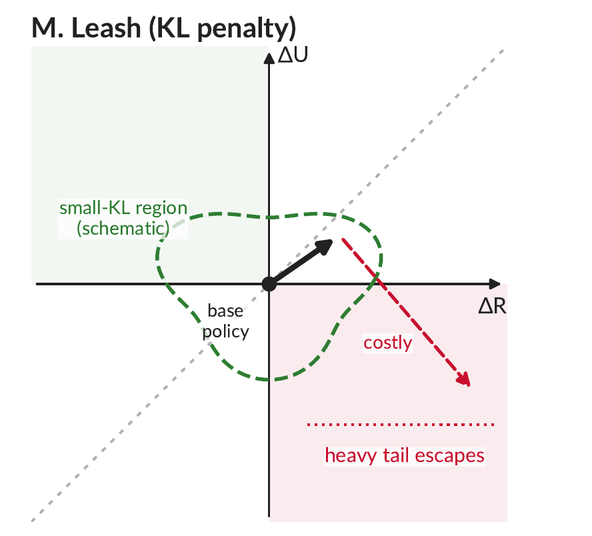 M. Leash (KL penalty)
ΔU
small-KL region
(schematic)
ΔR
base
policy
costly
heavy tail escapes